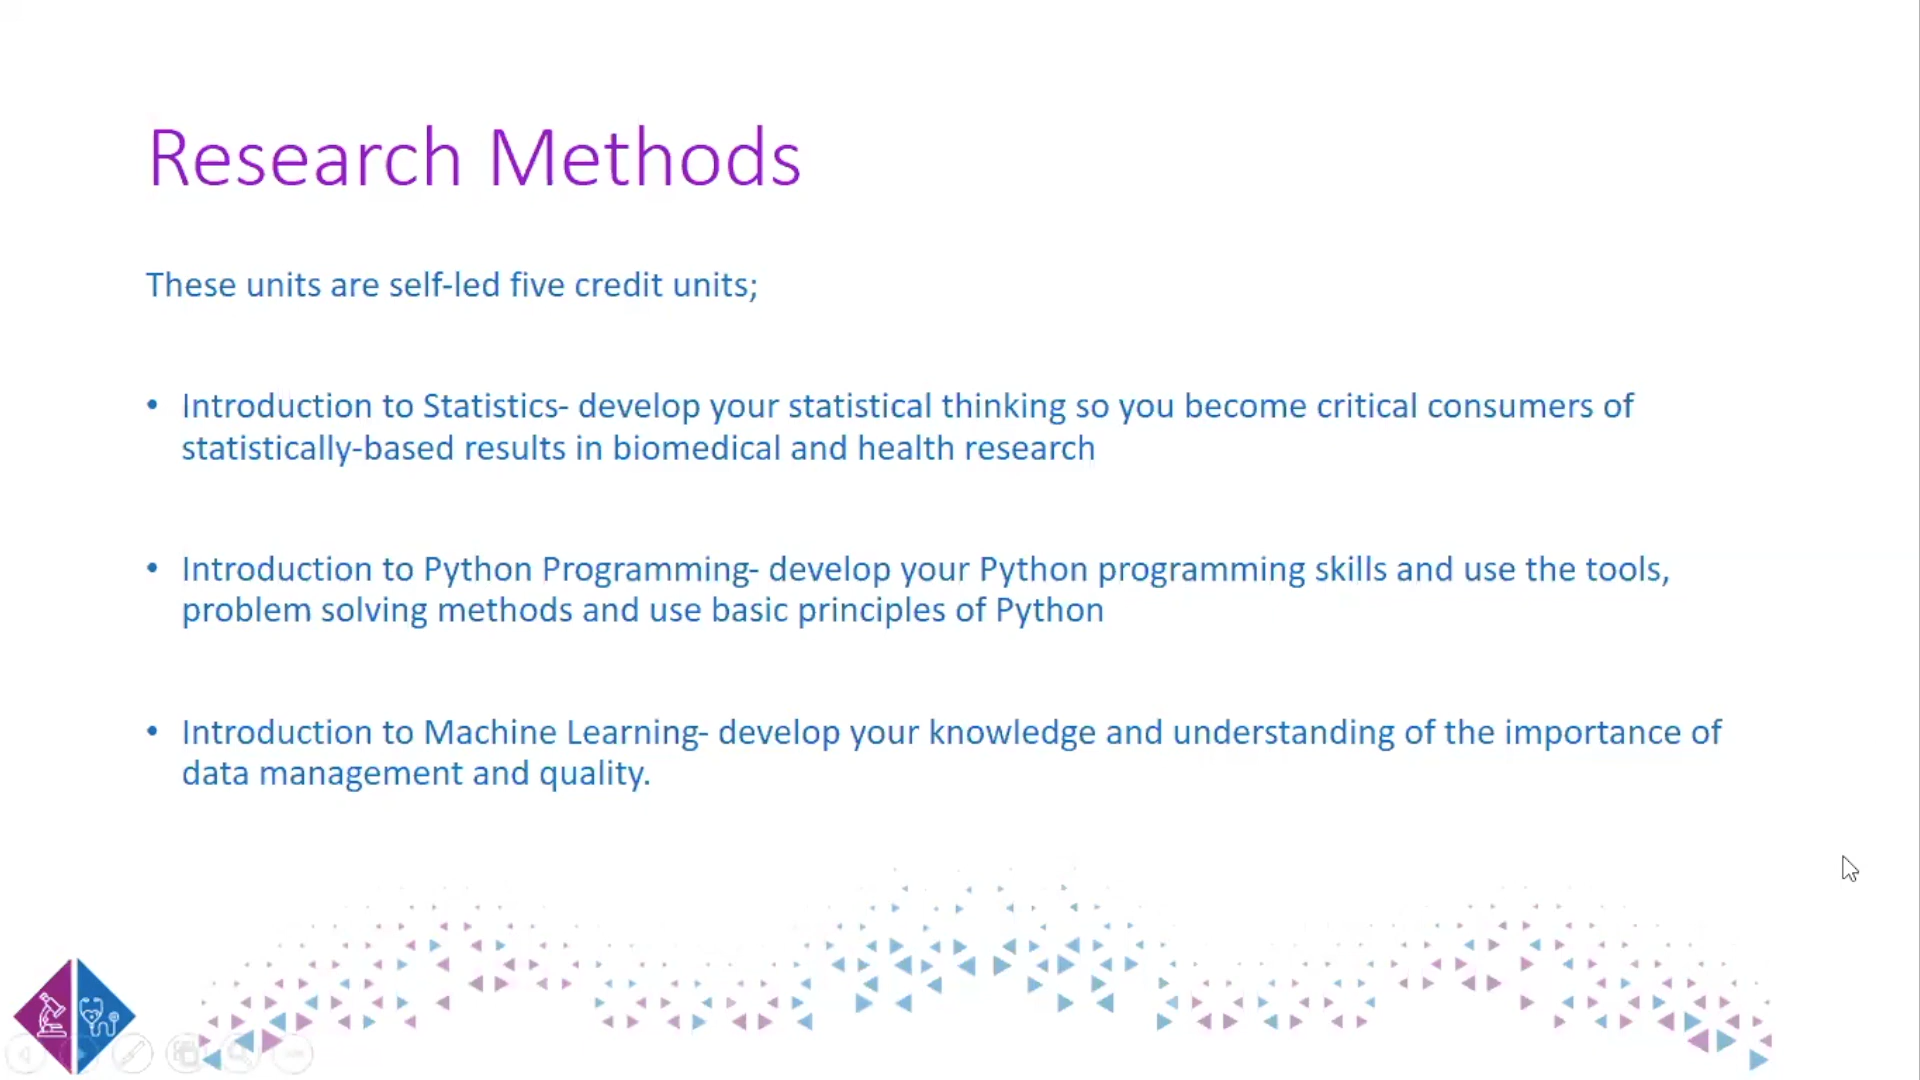 Research Methods
These units are self-led five credit units;
• Introduction to Statistics- develop your statistical thinking so you become critical consumers of
statistically-based results in biomedical and health research
• Introduction to Python Programming- develop your Python programming skills and use the tools,
problem solving methods and use basic principles of Python
• Introduction to Machine Learning- develop your knowledge and understanding of the importance of
data management and quality.